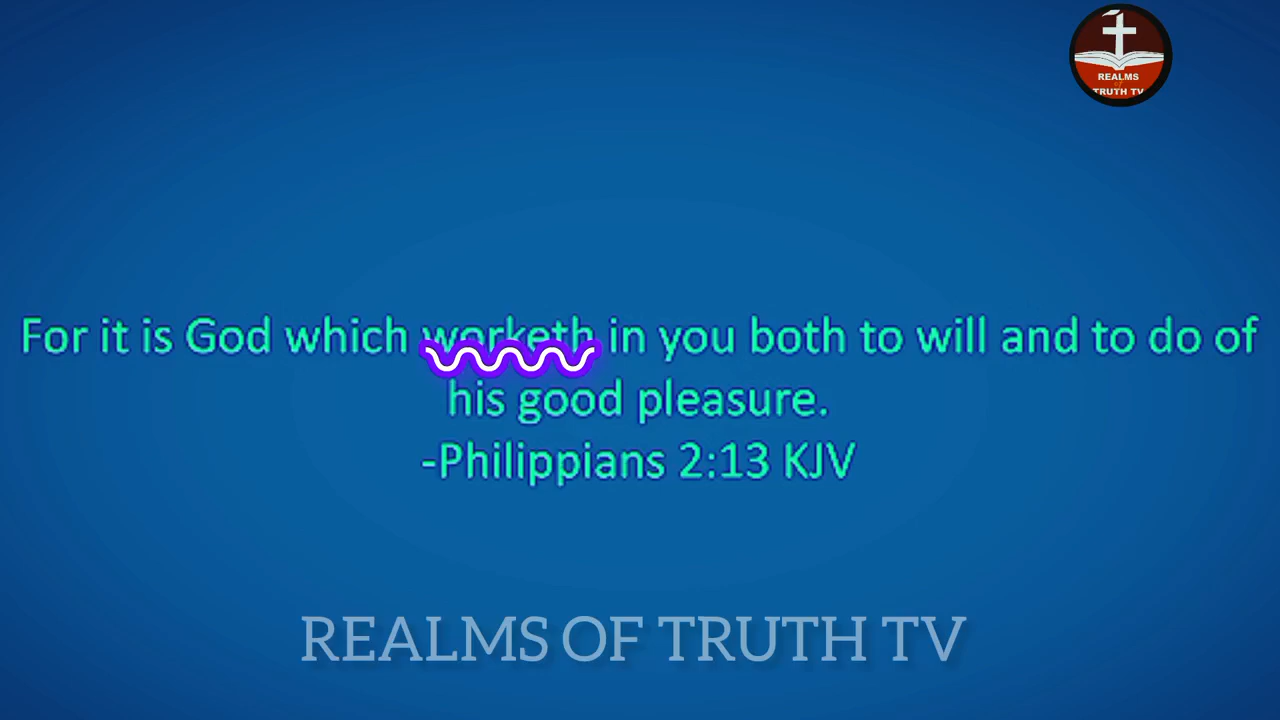 REALMS
of
TRUTH TV
For it is God which worketh in you both to will and to do of
his good pleasure.
-Philippians 2:13 KJV
REALMS OF TRUTH TV